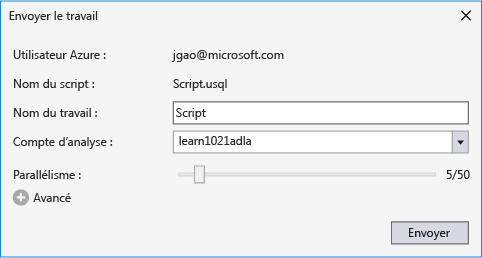 Envoyer le travail
Utilisateur Azure : jgao@microsoft.com
Nom du script : Script.usql
Nom du travail : Script
Compte d'analyse : learn1021adla
Parallélisme : 5/50
Avancé
Envoyer